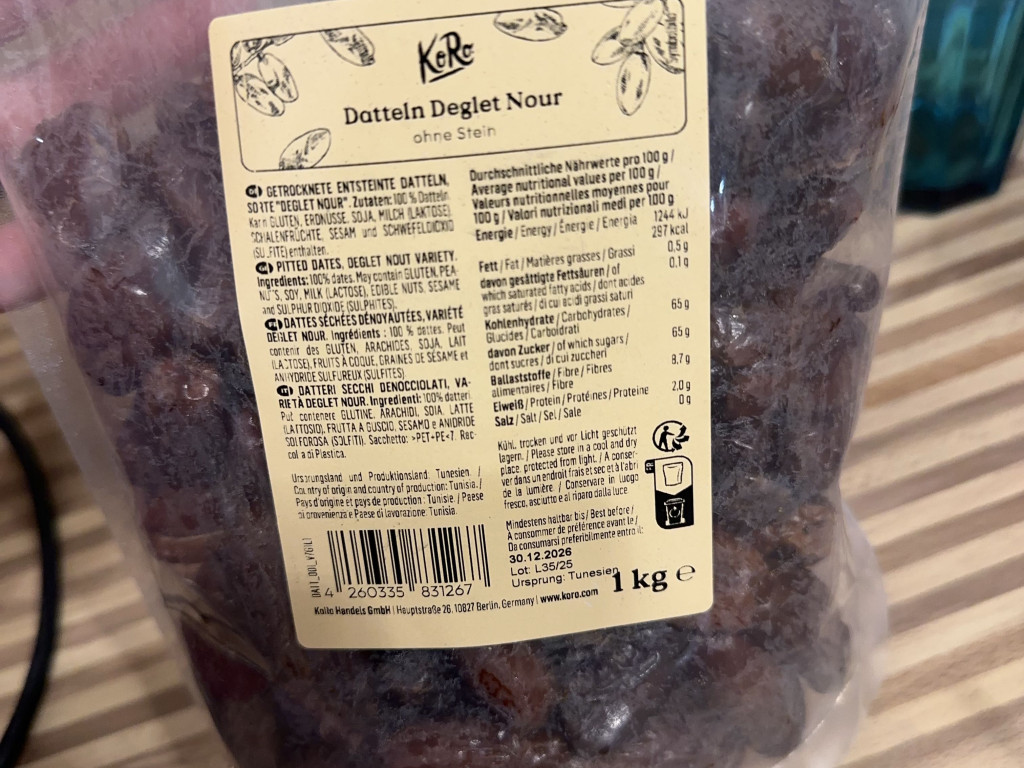 KoRo
Datteln Deglet Nour
ohne Stein
GETROCKNETE ENTSTEINTE DATTELN,
SORTE "DEGLET NOUR". Zutaten: 100 % Datteln.
Kann GLUTEN, ERDNÜSSE, SOJA, MILCH (LAKTOSE),
SCHALENFRÜCHTE, SESAM und SCHWEFELDIOXID
(SULFITE) enthalten.
PITTED DATES, DEGLET NOUT VARIETY.
Ingredients: 100% dates. May contain GLUTEN, PEA-
NUTS, SOY, MILK (LACTOSE), EDIBLE NUTS, SESAME
and SULPHUR DIOXIDE (SULPHITES).
DATTES SÉCHÉES DÉNOYAUTÉES, VARIÉTÉ
DEGLET NOUR. Ingrédients : 100 % dattes. Peut
contenir des GLUTEN, ARACHIDES, SOJA, LAIT
(LACTOSE), FRUITS À COQUE, GRAINES DE SÉSAME et
ANHYDRIDE SULFUREUX (SULFITES).
DATTERI SECCHI DENOCCIOLATI, VA-
RIETÀ DEGLET NOUR. Ingredienti: 100% datteri
Può contenere GLUTINE, ARACHIDI, SOIA, LATTE
(LATTOSIO), FRUTTA A GUSCIO, SESAMO e ANIDRIDE
SOLFOROSA (SOLFITI). Sacchetto: >PET+PE<7. Rac-
colta di Plastica.
Ursprungsland und Produktionsland: Tunesien. /
Country of origin and country of production: Tunisia. /
Pays d'origine et pays de production : Tunisie. / Paese
di provenienza e Paese di lavorazione: Tunisia.
4 260335 831267
KoRo Handels GmbH | Hauptstraße 26, 10827 Berlin, Germany | www.koro.com
Durchschnittliche Nährwerte pro 100 g /
Average nutritional values per 100 g /
Valeurs nutritionnelles moyennes pour
100 g / Valori nutrizionali medi per 100 g
Energie / Energy / Énergie / Energia 1244 kJ
297 kcal
Fett / Fat / Matières grasses / Grassi 0,5 g
davon gesättigte Fettsäuren / of 0,1 g
which saturated fatty acids / dont acides
gras saturés / di cui acidi grassi saturi
Kohlenhydrate / Carbohydrates / 65 g
Glucides / Carboidrati
davon Zucker / of which sugars / 65 g
dont sucres / di cui zuccheri
Ballaststoffe / Fibre / Fibres 8,7 g
alimentaires / Fibre
Eiweiß / Protein / Protéines / Proteine 2,0 g
Salz / Salt / Sel / Sale 0 g
Kühl, trocken und vor Licht geschützt
lagern. / Please store in a cool and dry
place, protected from light. / À conser-
ver dans un endroit frais et sec et à l'abri
de la lumière. / Conservare in luogo
fresco, asciutto e al riparo dalla luce
Mindestens haltbar bis / Best before /
À consommer de préférence avant le /
Da consumarsi preferibilmente entro il:
30.12.2026
Lot: L35/25
Ursprung: Tunesien
1 kg e